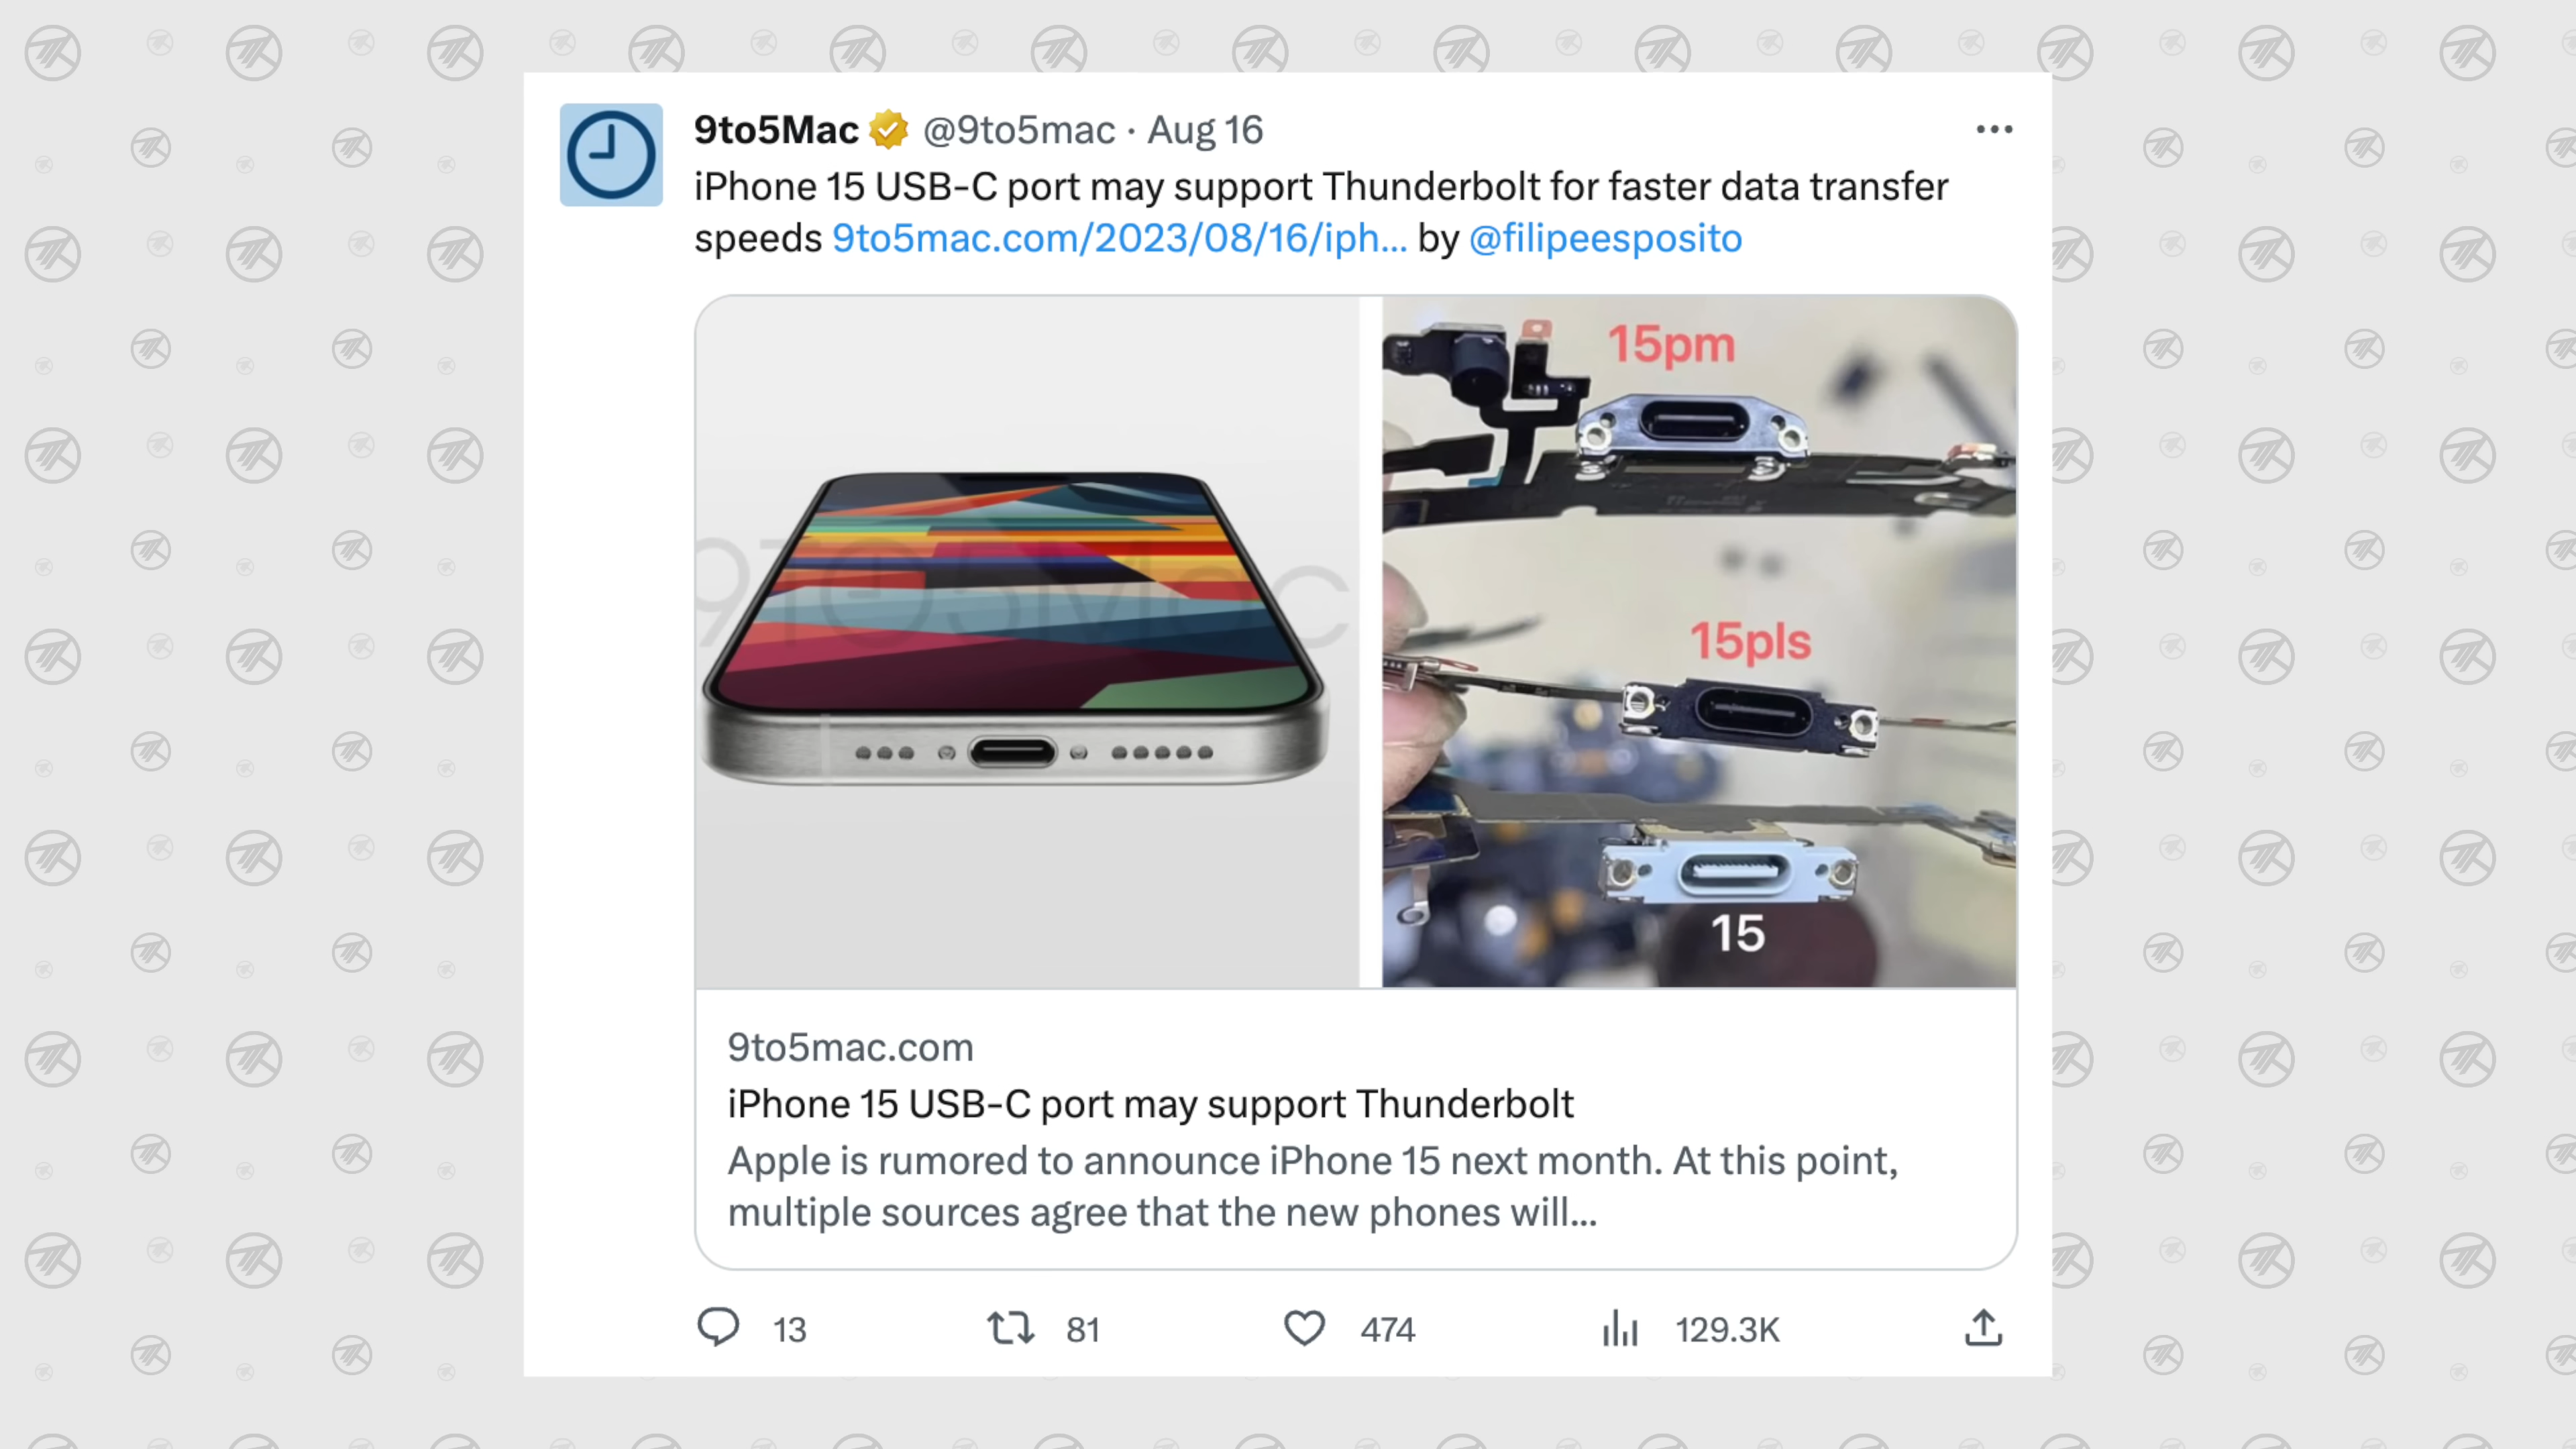 9to5Mac @9to5mac · Aug 16
iPhone 15 USB-C port may support Thunderbolt for faster data transfer
speeds 9to5mac.com/2023/08/16/iph... by @filipeesposito
9TO5Mac
15pm
15pls
15
9to5mac.com
iPhone 15 USB-C port may support Thunderbolt
Apple is rumored to announce iPhone 15 next month. At this point,
multiple sources agree that the new phones will...
13 81 474 129.3K